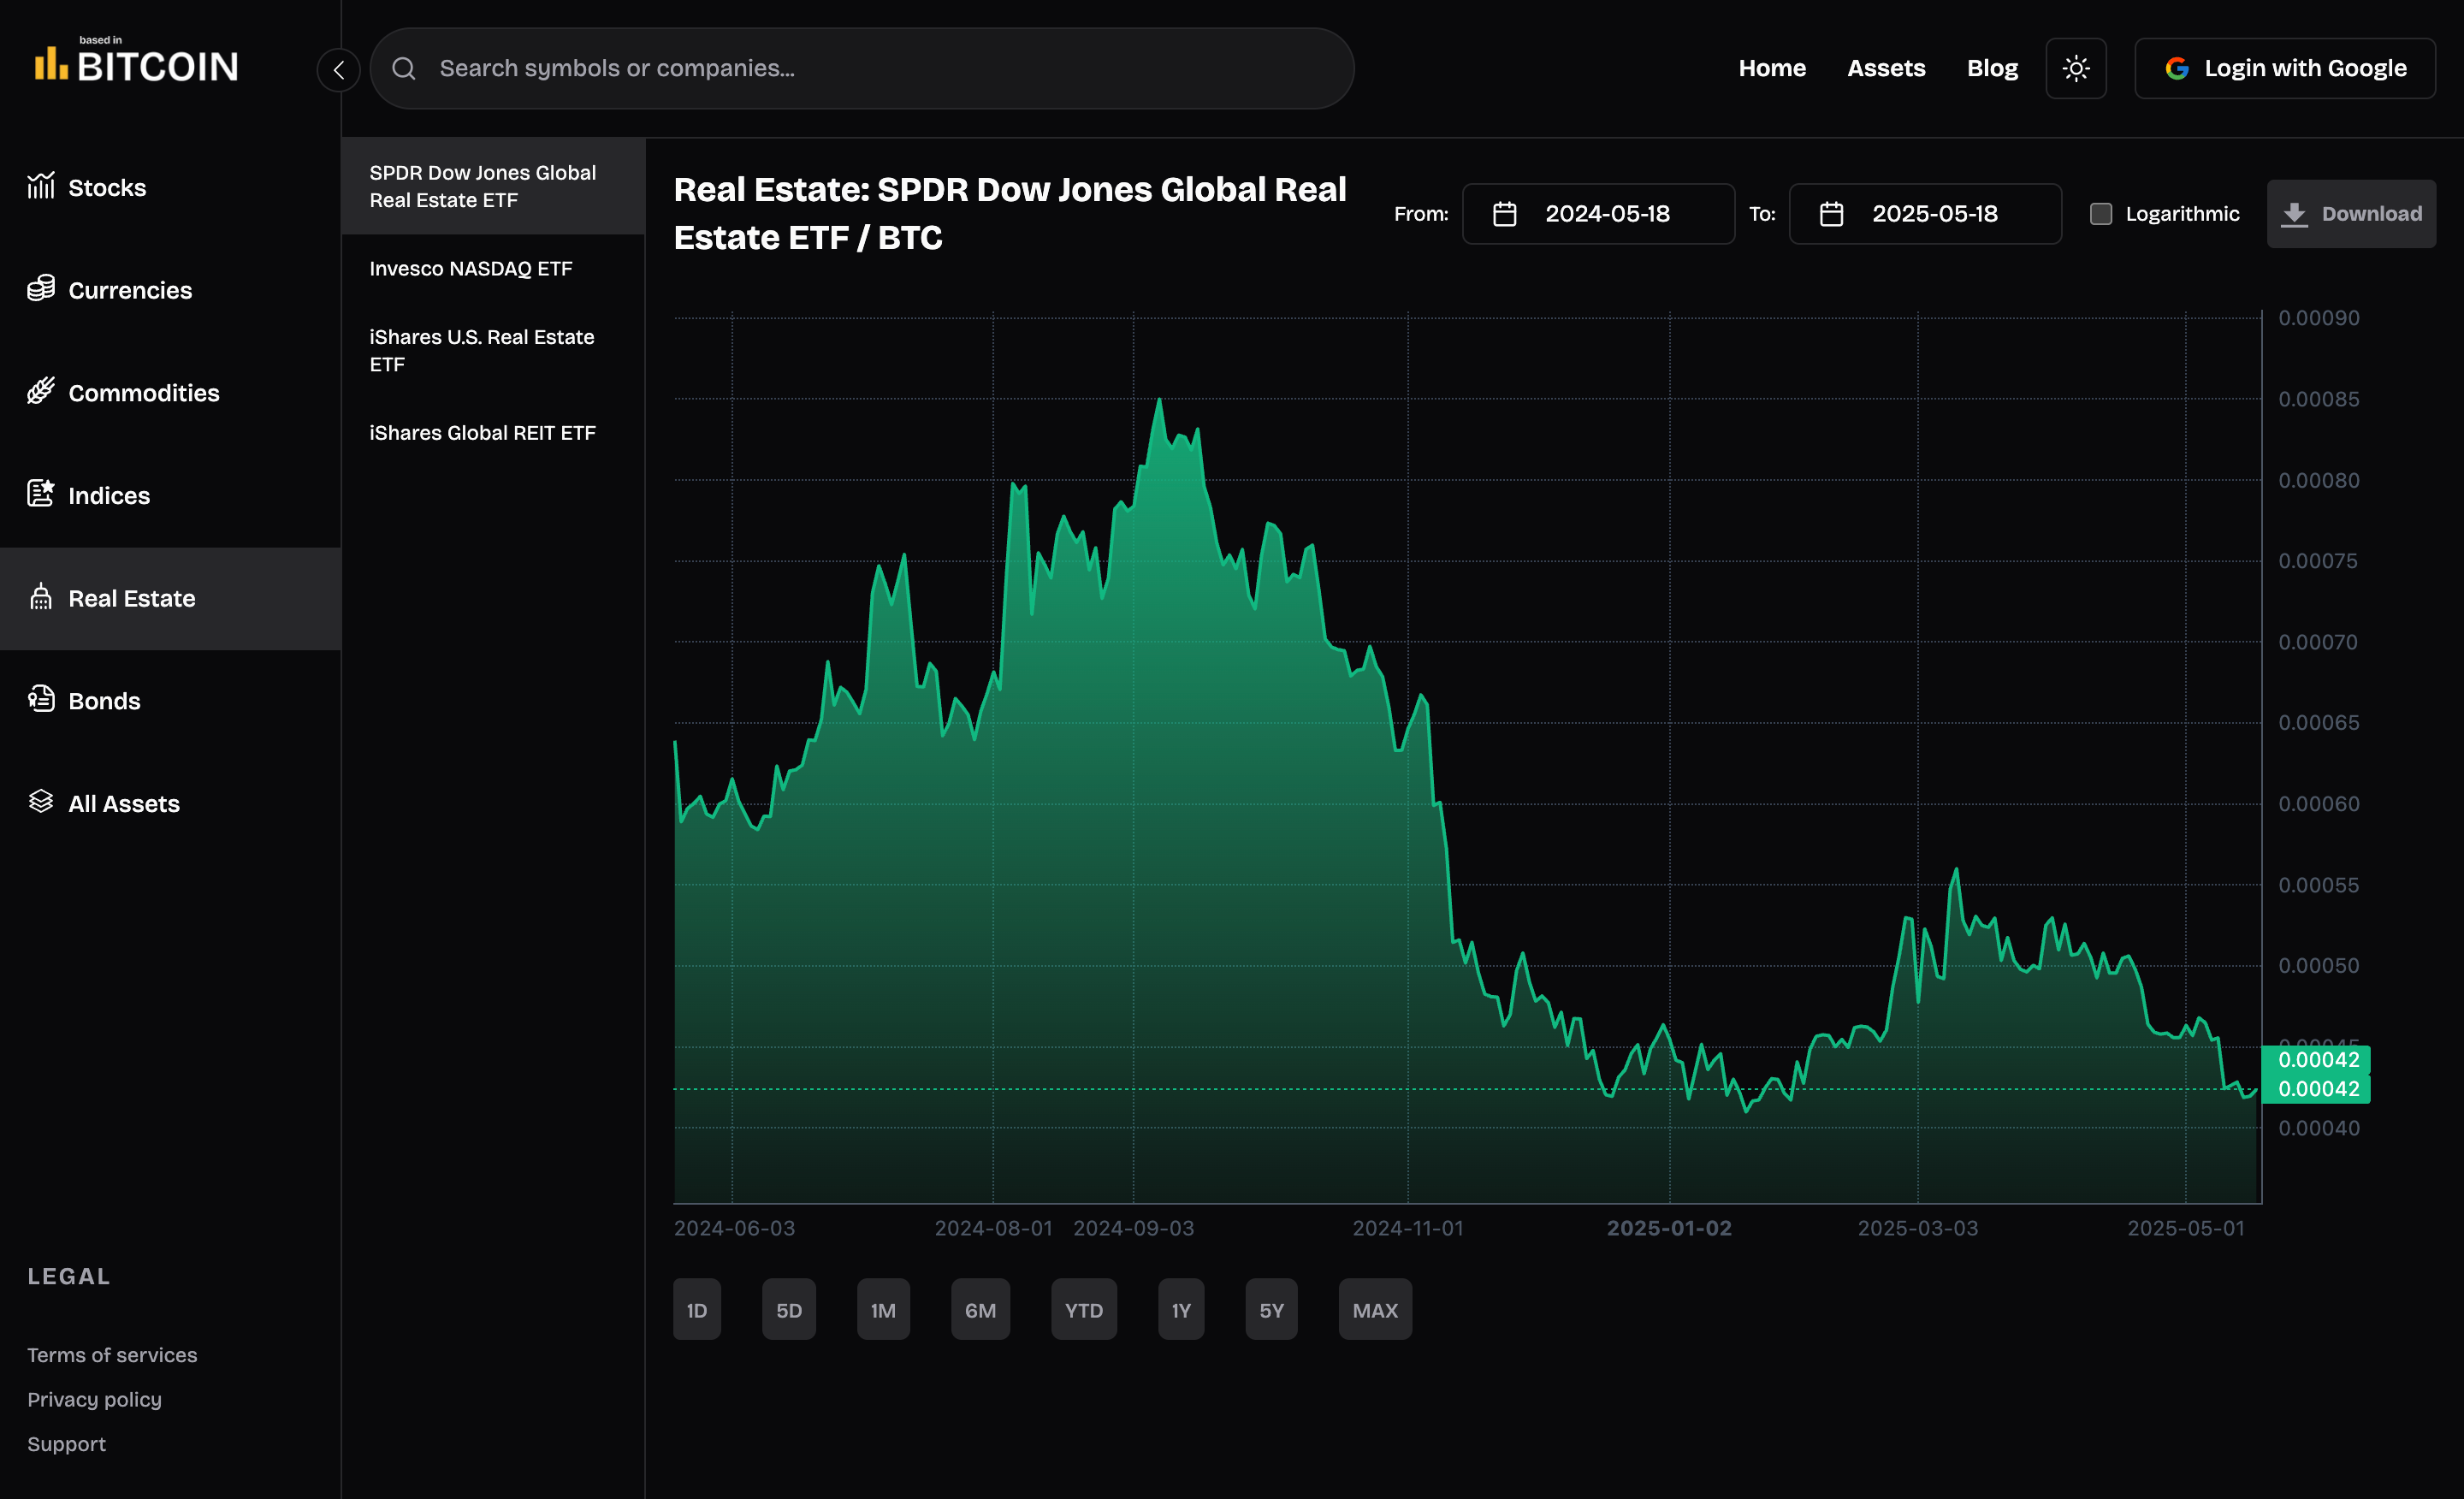 based in
BITCOIN
Search symbols or companies...
Home
Assets
Blog
Login with Google
Stocks
Currencies
Commodities
Indices
Real Estate
Bonds
All Assets
LEGAL
Terms of services
Privacy policy
Support
SPDR Dow Jones Global
Real Estate ETF
Invesco NASDAQ ETF
iShares U.S. Real Estate
ETF
iShares Global REIT ETF
Real Estate: SPDR Dow Jones Global Real
Estate ETF / BTC
From:
2024-05-18
To:
2025-05-18
Logarithmic
Download
0.00090
0.00085
0.00080
0.00075
0.00070
0.00065
0.00060
0.00055
0.00050
0.00045
0.00042
0.00042
0.00040
2024-06-03
2024-08-01
2024-09-03
2024-11-01
2025-01-02
2025-03-03
2025-05-01
1D
5D
1M
6M
YTD
1Y
5Y
MAX